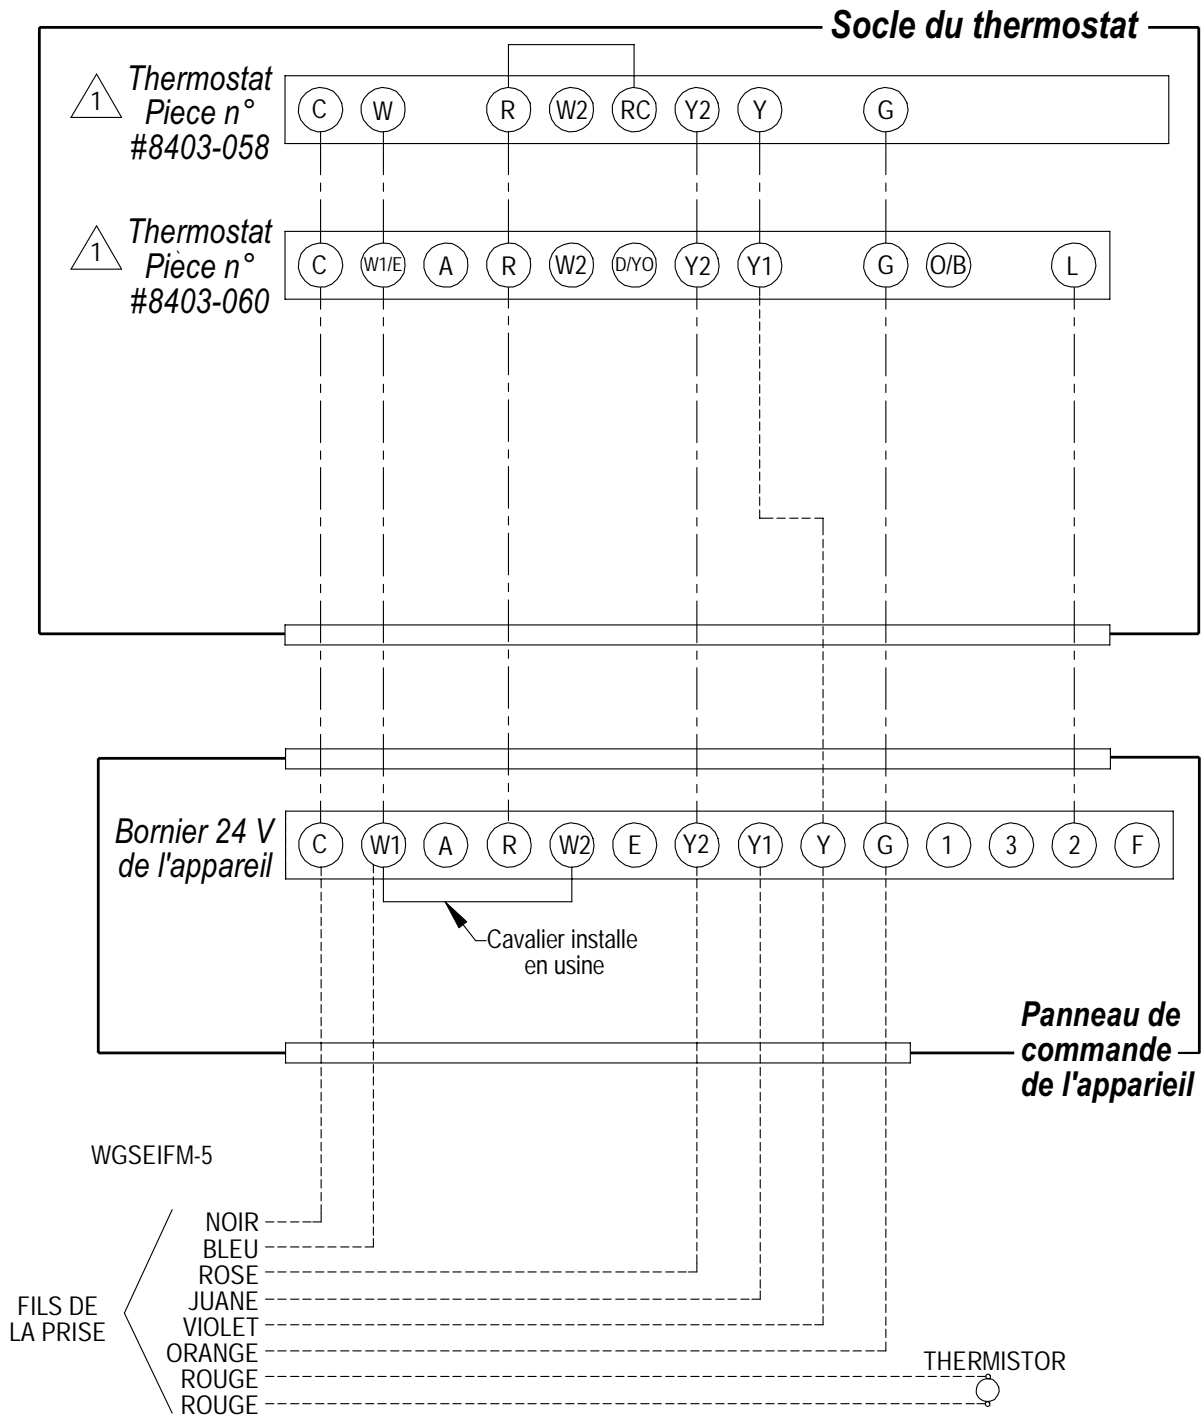 Socle du thermostat
1
Thermostat
Piece n°
#8403-058
C W R W2 RC Y2 Y G
1
Thermostat
Pièce n°
#8403-060
C W1/E A R W2 D/YO Y2 Y1 G O/B L
Bornier 24 V
de l'appareil
C W1 A R W2 E Y2 Y1 Y G 1 3 2 F
Cavalier installe
en usine
Panneau de
commande
de l'apparieil
WGSEIFM-5
FILS DE
LA PRISE
NOIR
BLEU
ROSE
JUANE
VIOLET
ORANGE
ROUGE
ROUGE
THERMISTOR